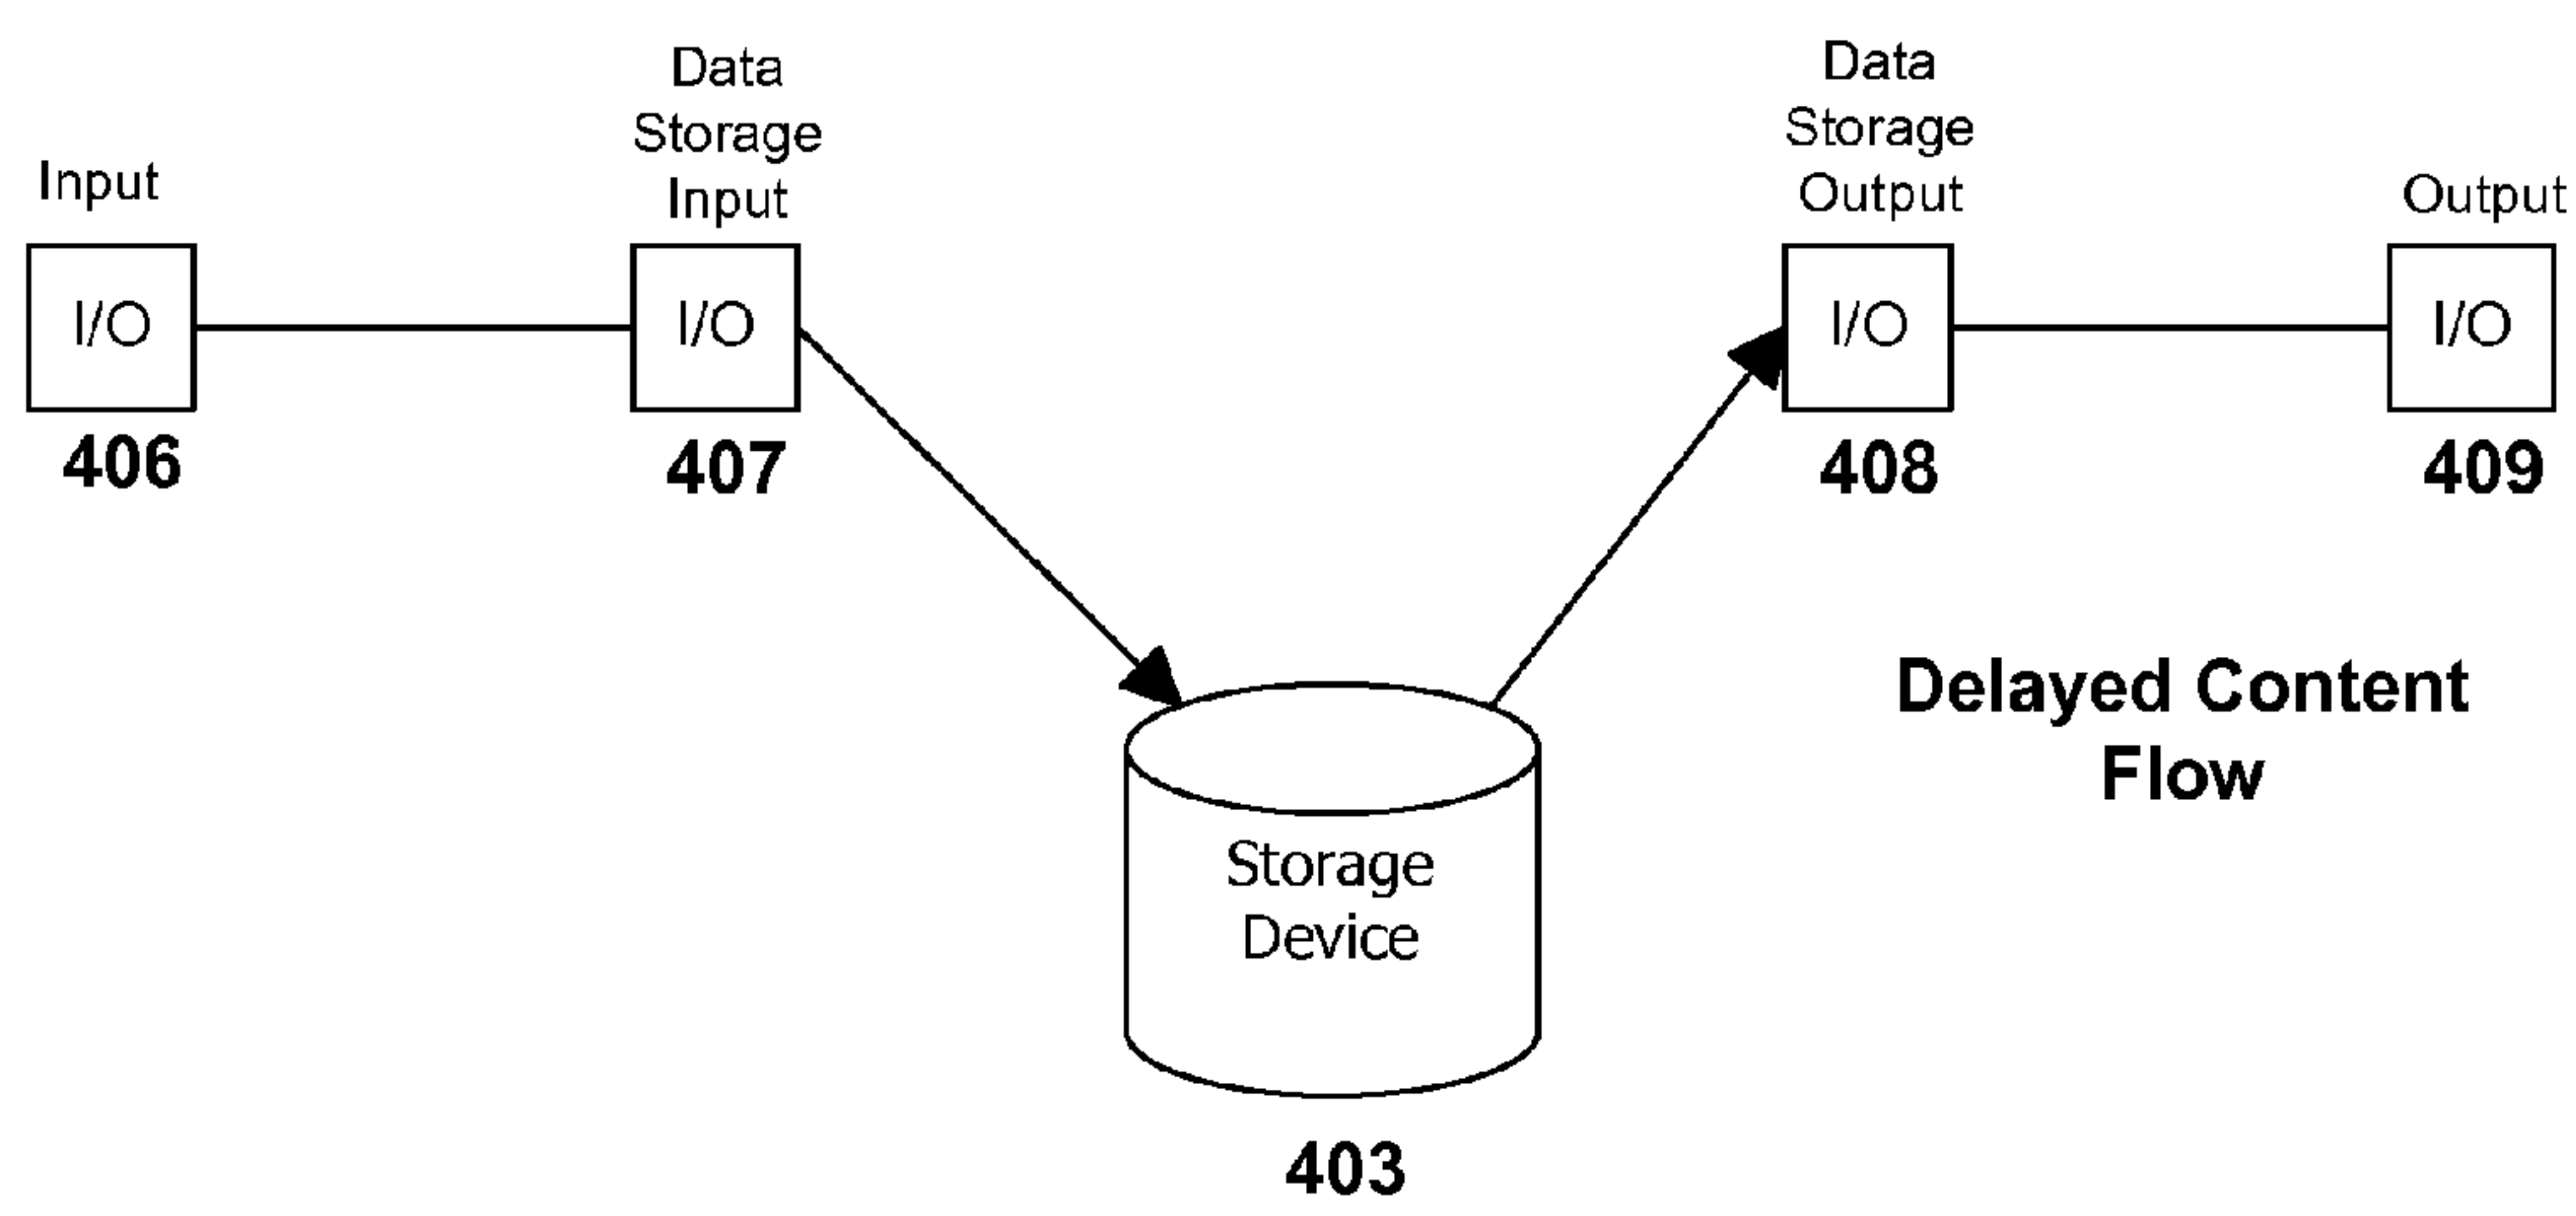 Input
I/O
406
Data
Storage
Input
I/O
407
Data
Storage
Output
I/O
408
Output
I/O
409
Delayed Content
Flow
Storage
Device
403